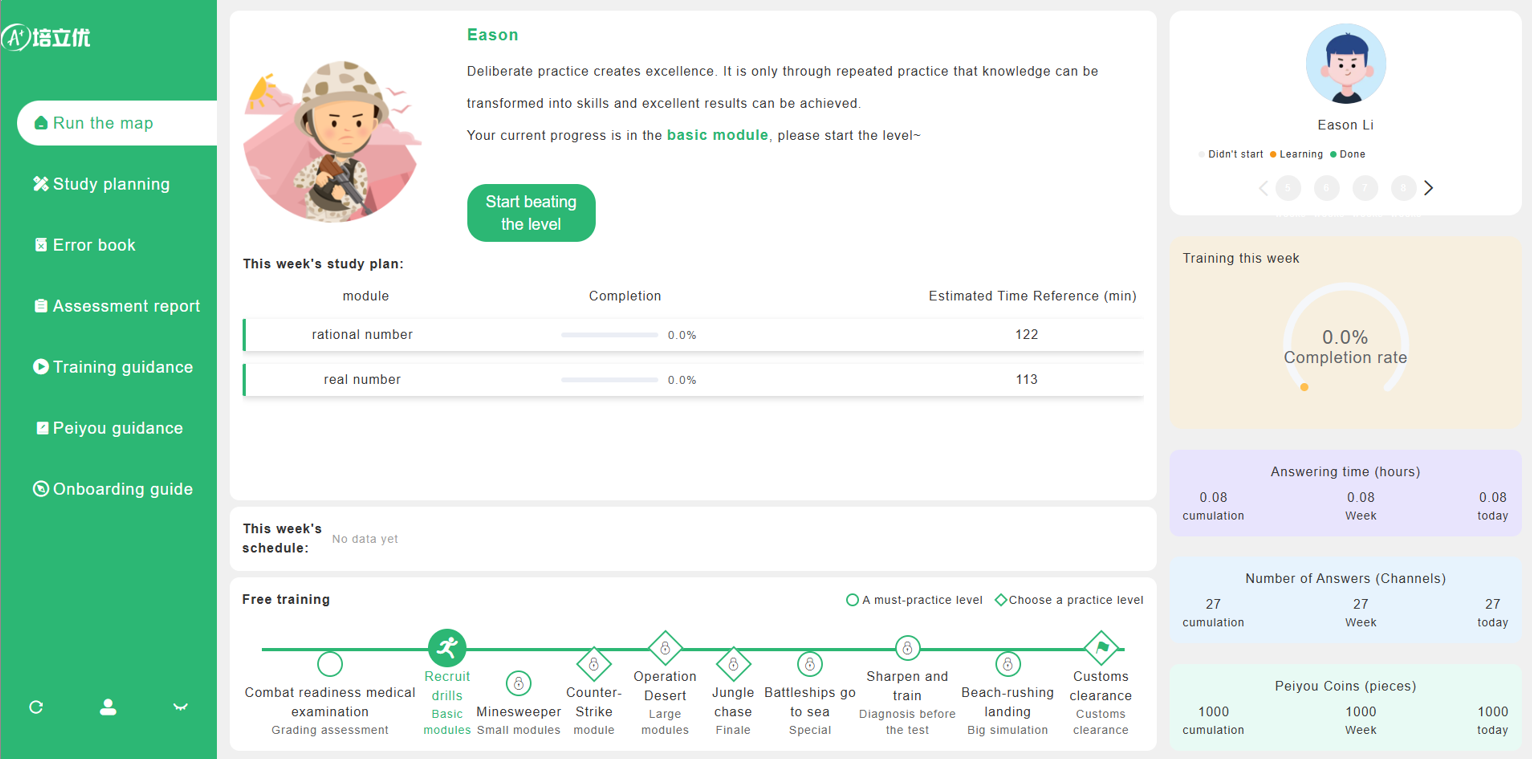 A+培立优
Run the map
Study planning
Error book
Assessment report
Training guidance
Peiyou guidance
Onboarding guide
Eason
Deliberate practice creates excellence. It is only through repeated practice that knowledge can be
transformed into skills and excellent results can be achieved.
Your current progress is in the basic module, please start the level~
Start beating
the level
This week's study plan:
module Completion Estimated Time Reference (min)
rational number 0.0% 122
real number 0.0% 113
This week's
schedule:
No data yet
Free training
A must-practice level Choose a practice level
Combat readiness medical
examination
Grading assessment
Recruit
drills
Basic
modules
Minesweeper
Small modules
Counter-
Strike
module
Operation
Desert
Large
modules
Jungle
chase
Finale
Battleships go
to sea
Special
Sharpen and
train
Diagnosis before
the test
Beach-rushing
landing
Big simulation
Customs
clearance
Customs
clearance
Eason Li
Didn't start Learning Done
5 6 7 8
Training this week
0.0%
Completion rate
Answering time (hours)
0.08 0.08 0.08
cumulation Week today
Number of Answers (Channels)
27 27 27
cumulation Week today
Peiyou Coins (pieces)
1000 1000 1000
cumulation Week today